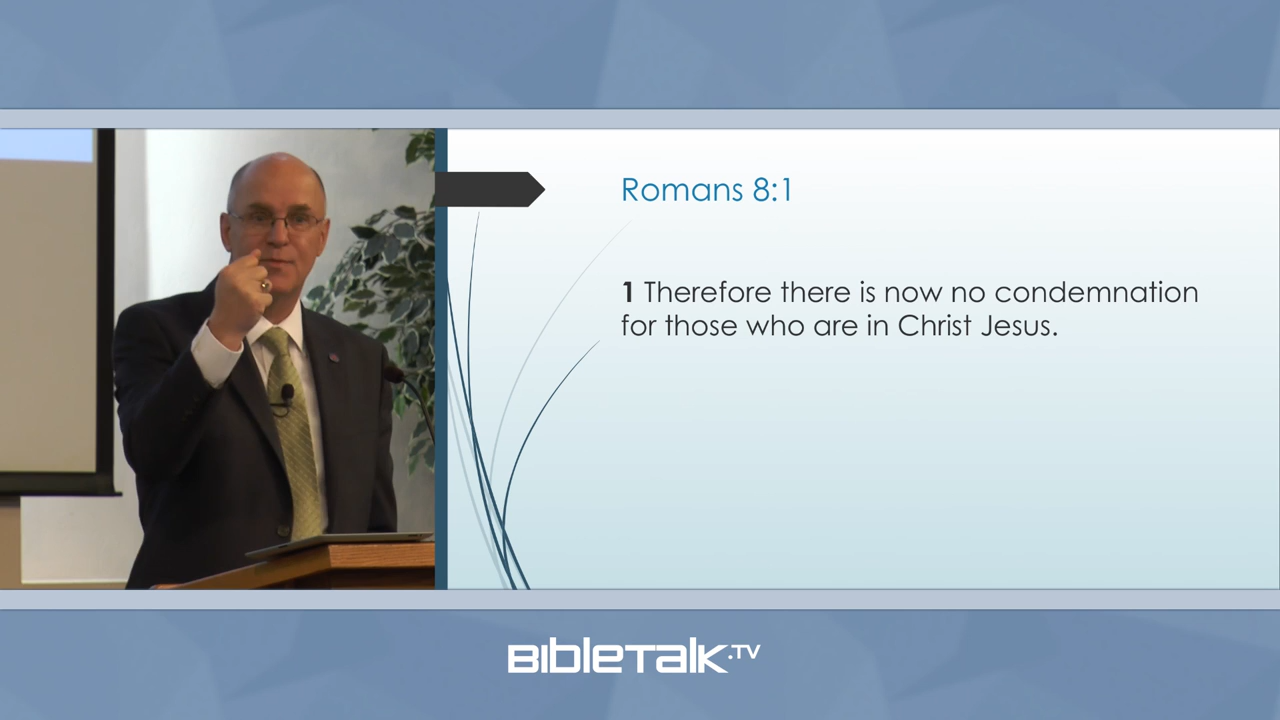 Romans 8:1
1 Therefore there is now no condemnation
for those who are in Christ Jesus.
BibleTalk.TV